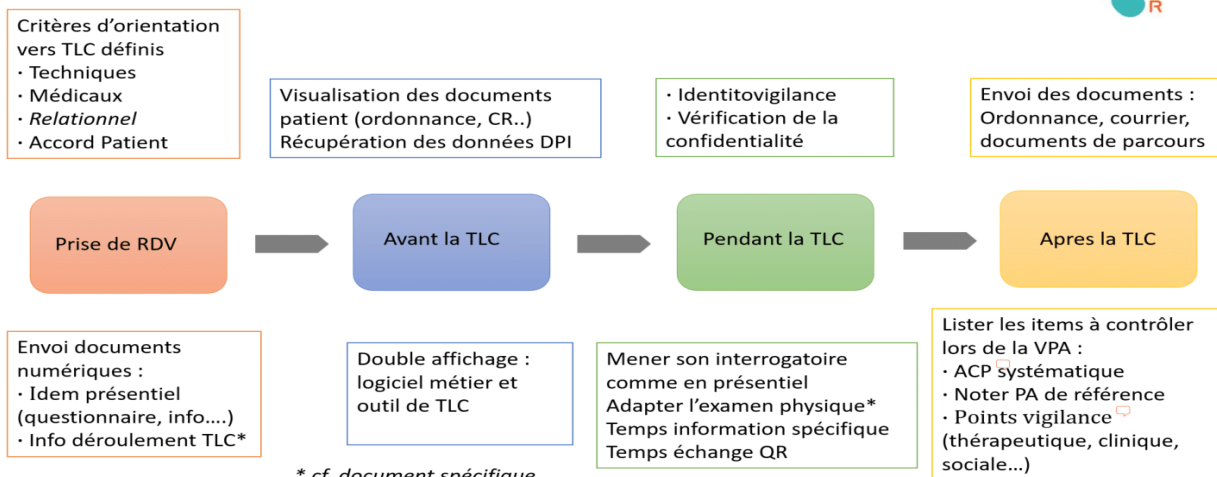 R
Critères d’orientation
vers TLC définis
· Techniques
· Médicaux
· Relationnel
· Accord Patient
Visualisation des documents
patient (ordonnance, CR..)
Récupération des données DPI
· Identitovigilance
· Vérification de la
confidentialité
Envoi des documents :
Ordonnance, courrier,
documents de parcours
Prise de RDV
Avant la TLC
Pendant la TLC
Apres la TLC
Envoi documents
numériques :
· Idem présentiel
(questionnaire, info....)
· Info déroulement TLC*
Double affichage :
logiciel métier et
outil de TLC
Mener son interrogatoire
comme en présentiel
Adapter l’examen physique*
Temps information spécifique
Temps échange QR
Lister les items à contrôler
lors de la VPA :
· ACP systématique
· Noter PA de référence
· Points vigilance
(thérapeutique, clinique,
sociale...)
* cf. document spécifique